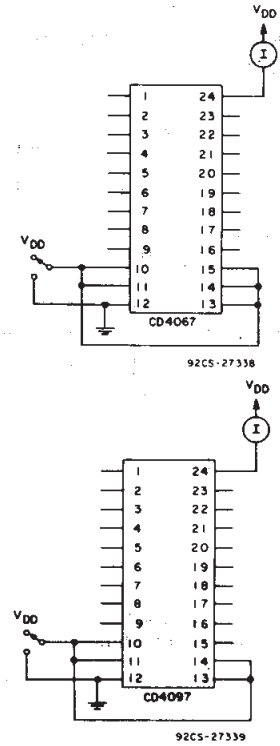 VDD
I
1 24
2 23
3 22
4 21
5 20
6 19
7 18
8 17
9 16
VDD
10 15
11 14
12 13
CD4067
92CS-27338
VDD
I
1 24
2 23
3 22
4 21
5 20
6 19
7 18
8 17
9 16
VDD
10 15
11 14
12 13
CD4097
92CS-27339